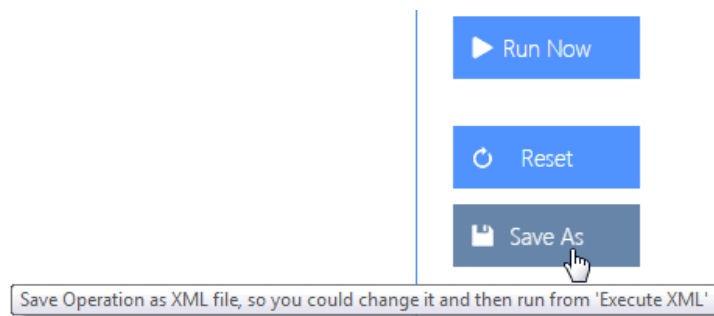 Run Now
Reset
Save As
Save Operation as XML file, so you could change it and then run from 'Execute XML'